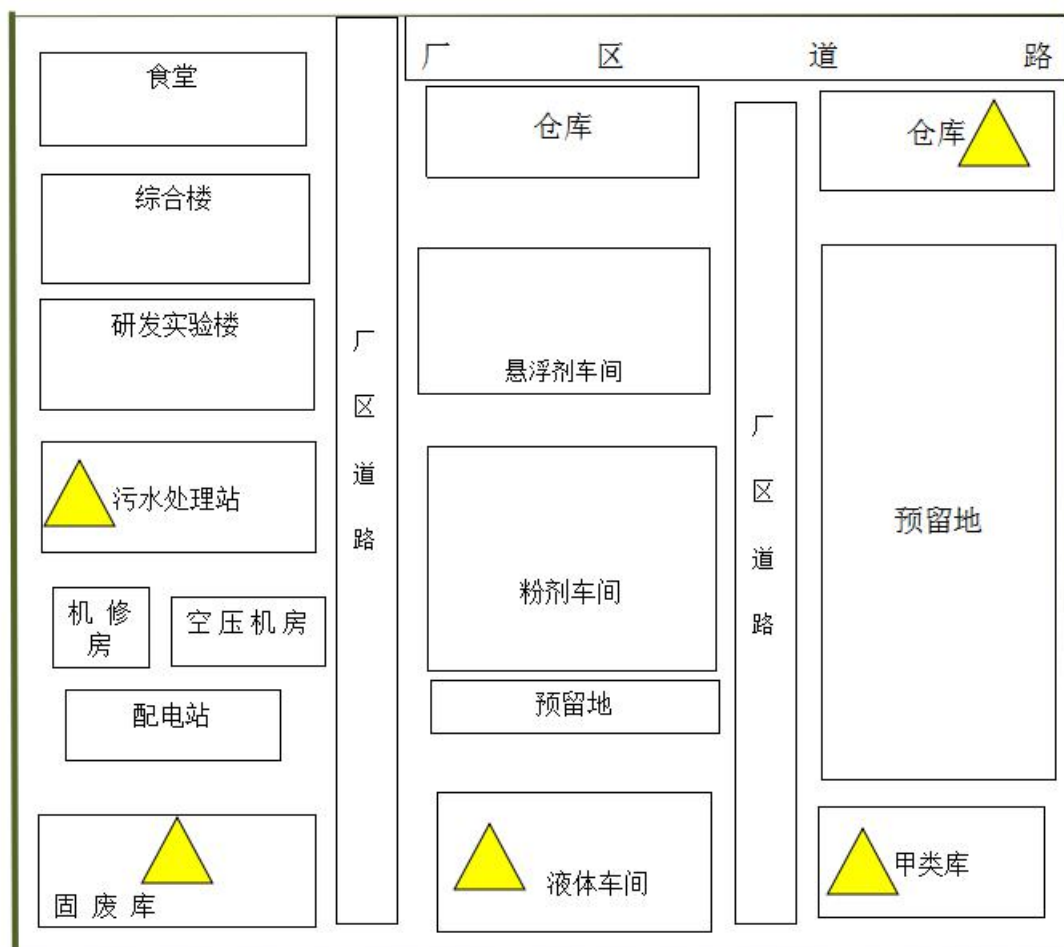 厂 区 道 路
食堂
仓库
仓库
综合楼
研发实验楼
厂
区
道
路
悬浮剂车间
厂
区
道
路
污水处理站
预留地
粉剂车间
机 修
房
空 压 机 房
配电站
预留地
固 废 库
液体车间
甲类库